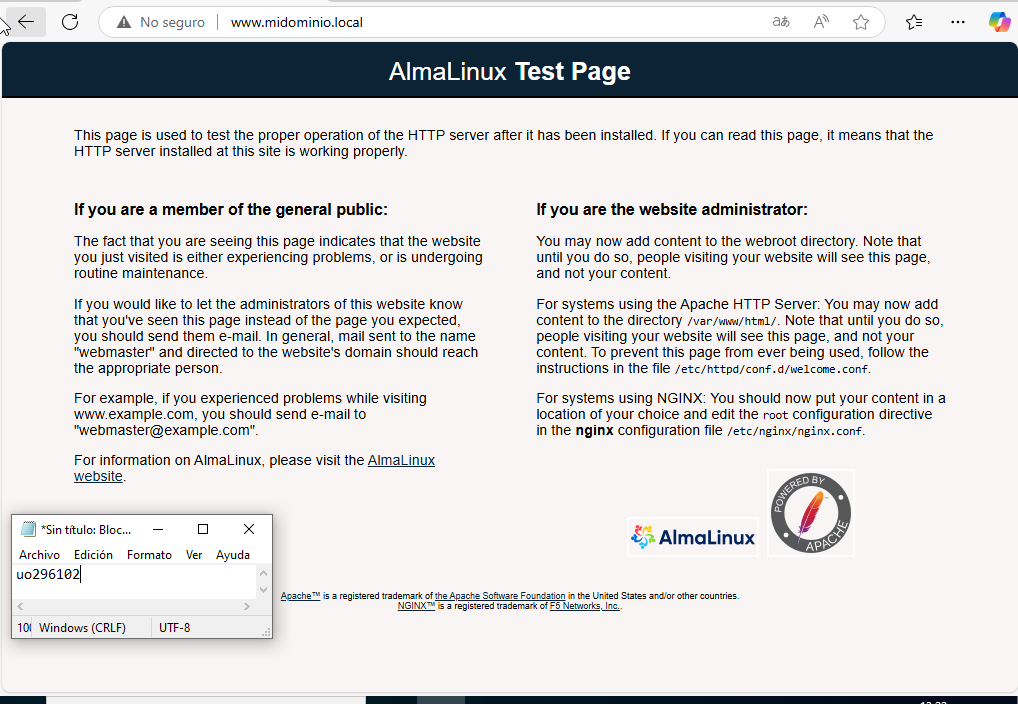 No seguro
www.midominio.local
AlmaLinux Test Page
This page is used to test the proper operation of the HTTP server after it has been installed. If you can read this page, it means that the
HTTP server installed at this site is working properly.
If you are a member of the general public:
The fact that you are seeing this page indicates that the website
you just visited is either experiencing problems, or is undergoing
routine maintenance.
If you would like to let the administrators of this website know
that you've seen this page instead of the page you expected,
you should send them e-mail. In general, mail sent to the name
"webmaster" and directed to the website's domain should reach
the appropriate person.
For example, if you experienced problems while visiting
www.example.com, you should send e-mail to
"webmaster@example.com".
For information on AlmaLinux, please visit the AlmaLinux
website.
If you are the website administrator:
You may now add content to the webroot directory. Note that
until you do so, people visiting your website will see this page,
and not your content.
For systems using the Apache HTTP Server: You may now add
content to the directory /var/www/html/. Note that until you do so,
people visiting your website will see this page, and not your
content. To prevent this page from ever being used, follow the
instructions in the file /etc/httpd/conf.d/welcome.conf.
For systems using NGINX: You should now put your content in a
location of your choice and edit the root configuration directive
in the nginx configuration file /etc/nginx/nginx.conf.
AlmaLinux
POWERED BY
APACHE
*Sin título: Bloc...
Archivo Edición Formato Ver Ayuda
uo296102
Windows (CRLF) UTF-8
Apache™ is a registered trademark of the Apache Software Foundation in the United States and/or other countries.
NGINX™ is a registered trademark of F5 Networks, Inc..